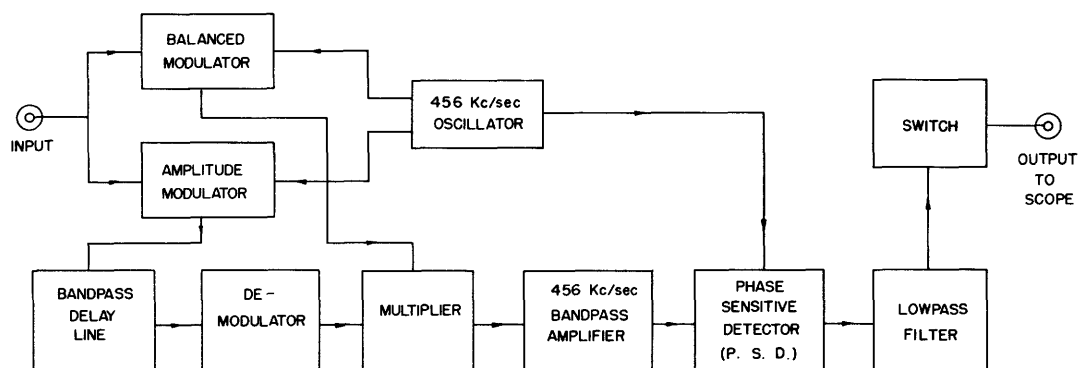 BALANCED
MODULATOR
456 Kc/sec
OSCILLATOR
SWITCH
INPUT
OUTPUT
TO
SCOPE
AMPLITUDE
MODULATOR
BANDPASS
DELAY
LINE
DE-
MODULATOR
MULTIPLIER
456 Kc/sec
BANDPASS
AMPLIFIER
PHASE
SENSITIVE
DETECTOR
(P. S. D.)
LOWPASS
FILTER